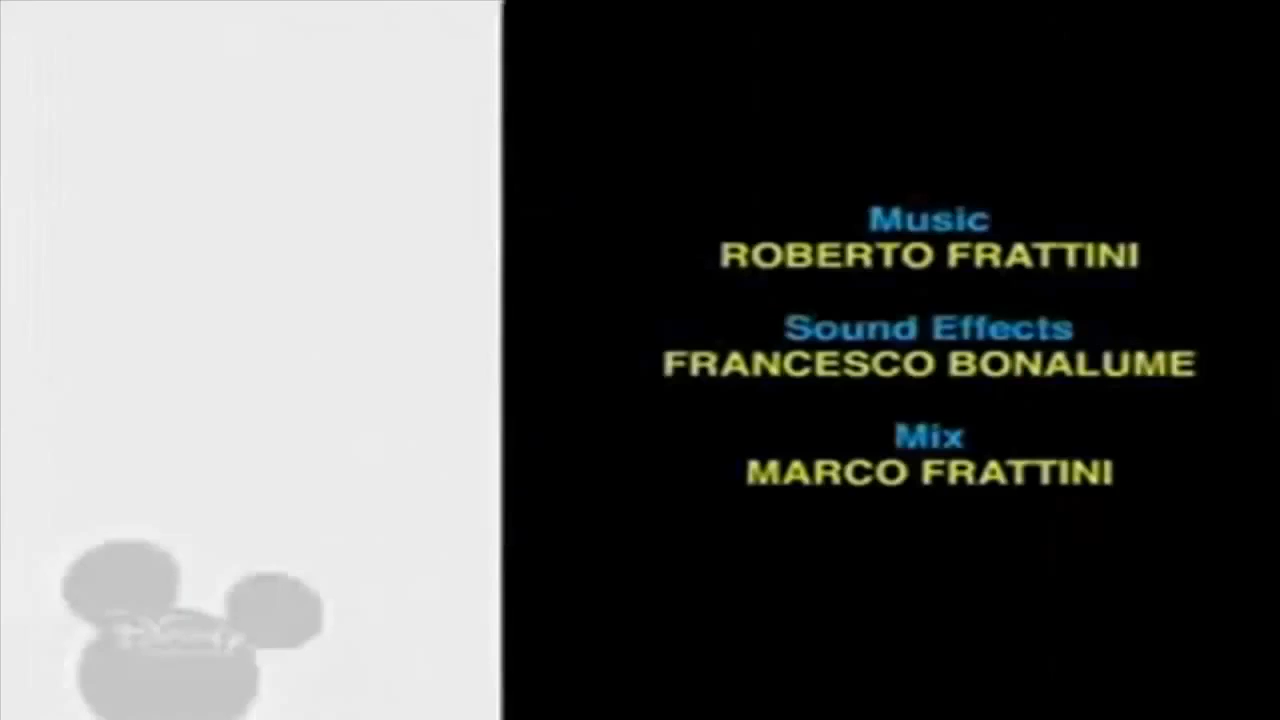 Music
ROBERTO FRATTINI
Sound Effects
FRANCESCO BONALUME
Mix
MARCO FRATTINI